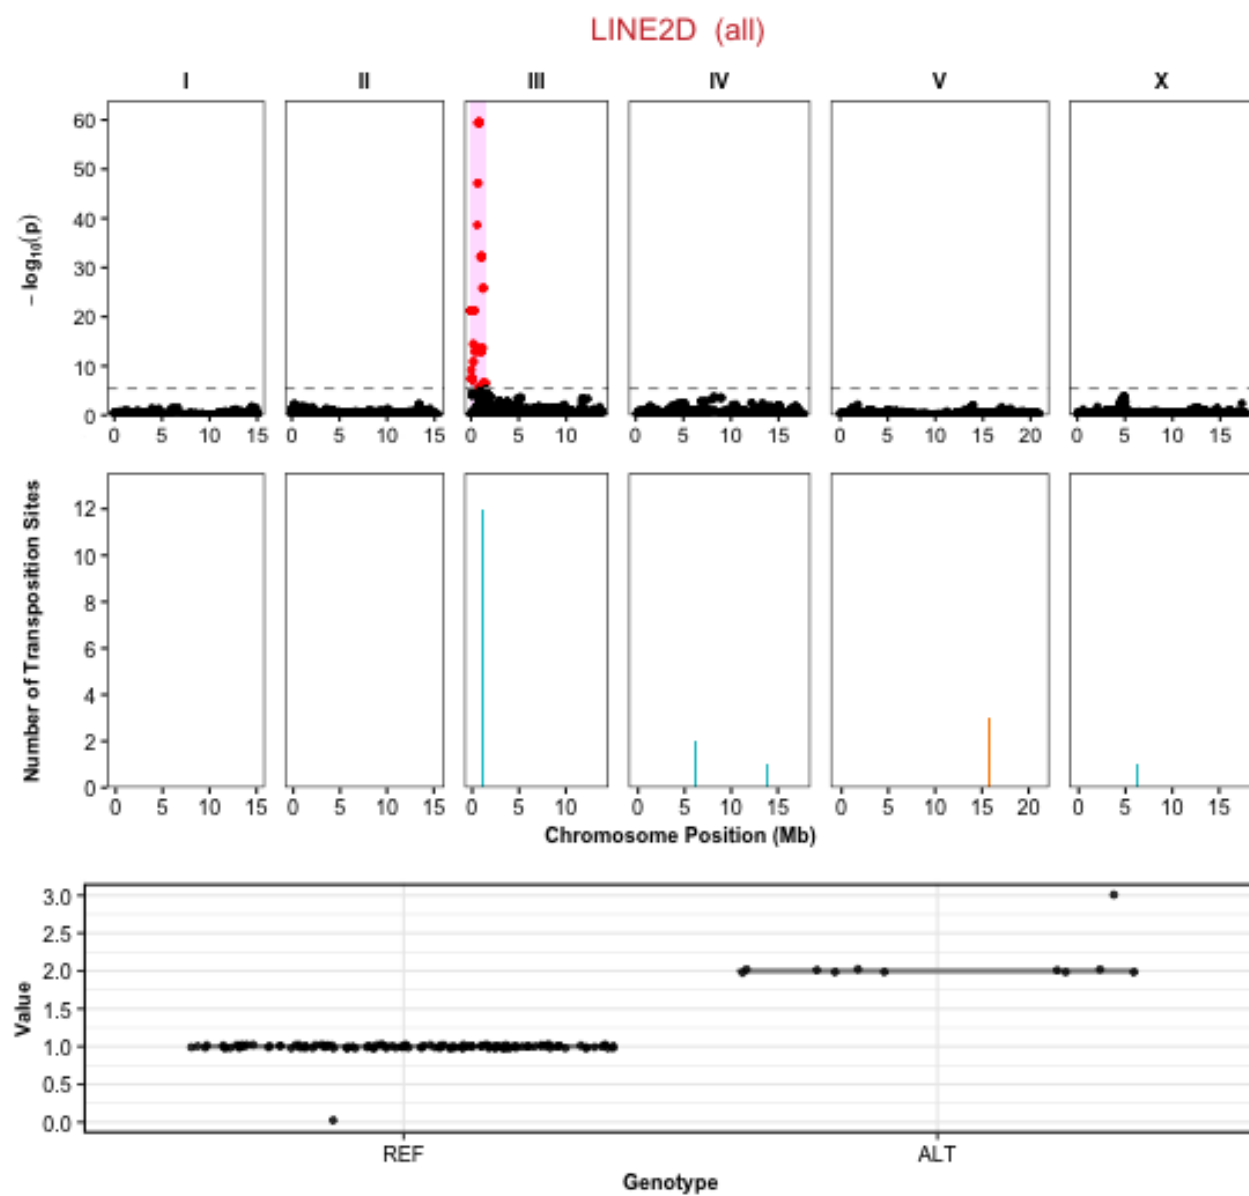 LINE2D (all)
I II III IV V X
60
50
40
30
20
10
0
− log₁₀(p)
0 5 10 15 0 5 10 15 0 5 10 0 5 10 15 0 5 10 15 20 0 5 10 15
12
10
8
6
4
2
0
Number of Transposition Sites
0 5 10 15 0 5 10 15 0 5 10 0 5 10 15 0 5 10 15 20 0 5 10 15
Chromosome Position (Mb)
3.0
2.5
2.0
1.5
1.0
0.5
0.0
Value
REF ALT
Genotype